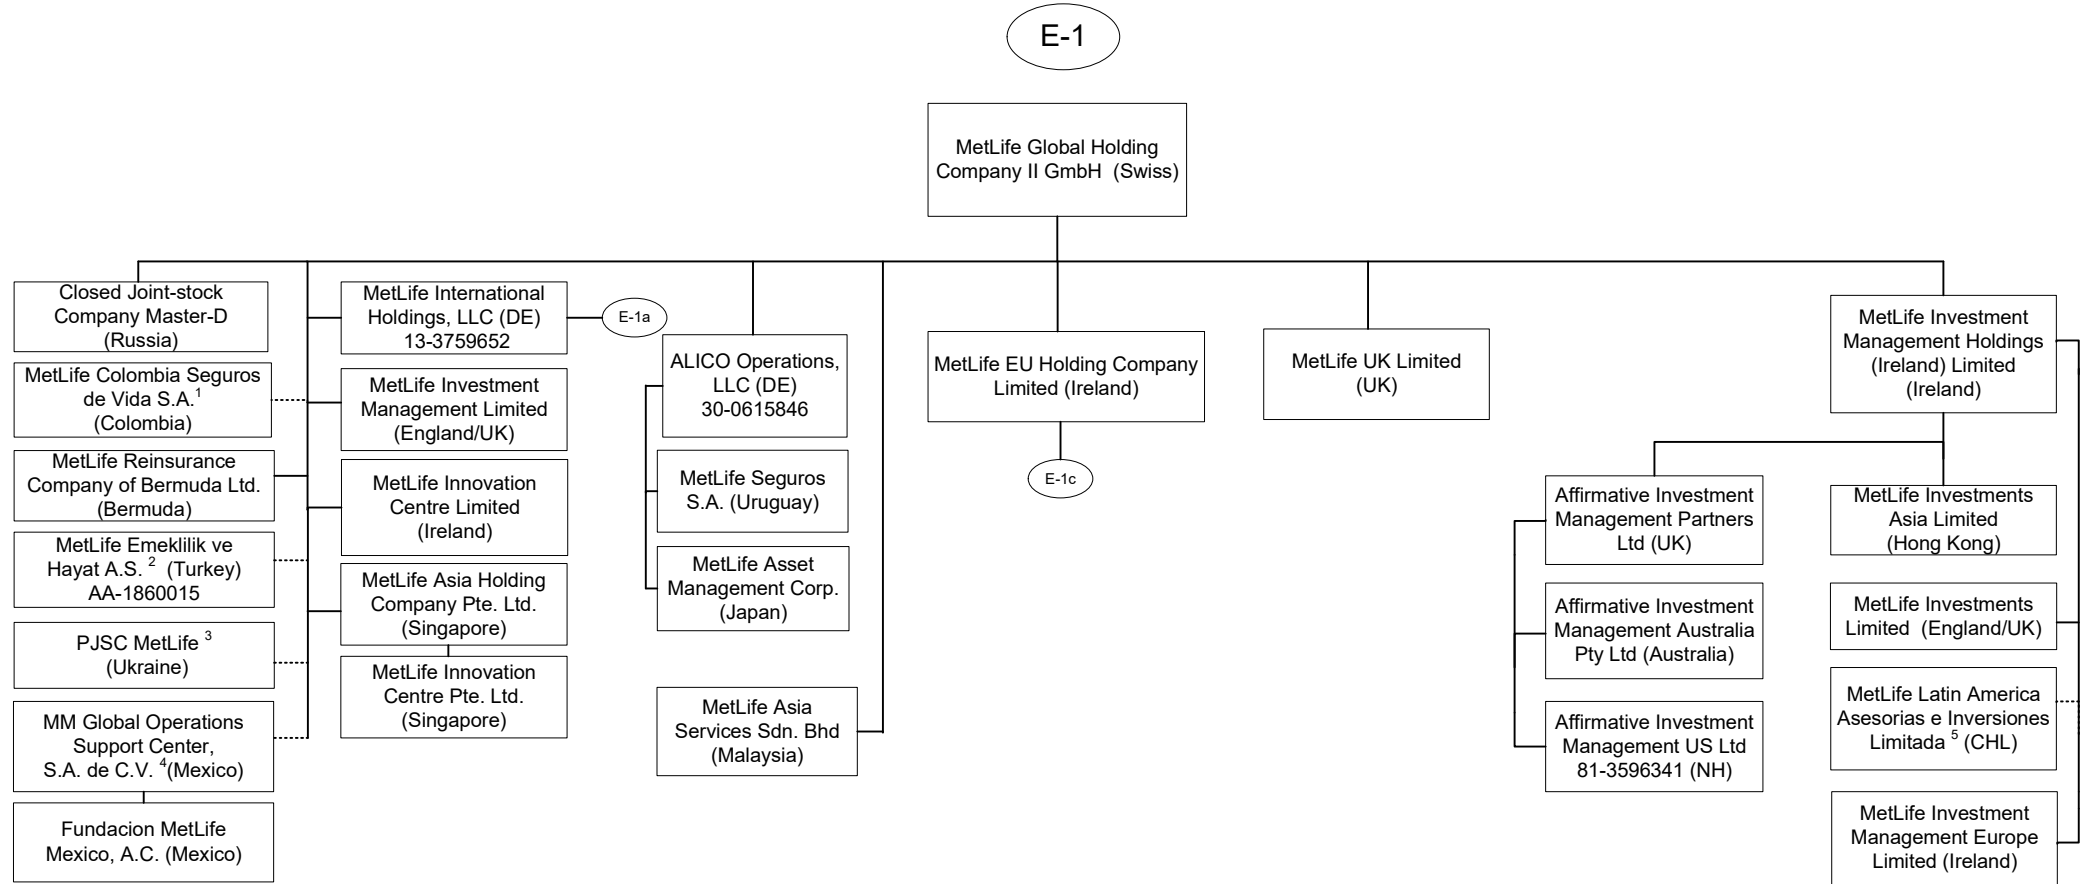 E-1
MetLife Global Holding
Company II GmbH (Swiss)
Closed Joint-stock
Company Master-D
(Russia)
MetLife Colombia Seguros
de Vida S.A.1
(Colombia)
MetLife Reinsurance
Company of Bermuda Ltd.
(Bermuda)
MetLife Emeklilik ve
Hayat A.S. 2 (Turkey)
AA-1860015
PJSC MetLife 3
(Ukraine)
MM Global Operations
Support Center,
S.A. de C.V. 4(Mexico)
Fundacion MetLife
Mexico, A.C. (Mexico)
MetLife International
Holdings, LLC (DE)
13-3759652
E-1a
MetLife Investment
Management Limited
(England/UK)
MetLife Innovation
Centre Limited
(Ireland)
MetLife Asia Holding
Company Pte. Ltd.
(Singapore)
MetLife Innovation
Centre Pte. Ltd.
(Singapore)
ALICO Operations,
LLC (DE)
30-0615846
MetLife Seguros
S.A. (Uruguay)
MetLife Asset
Management Corp.
(Japan)
MetLife Asia
Services Sdn. Bhd
(Malaysia)
MetLife EU Holding Company
Limited (Ireland)
E-1c
MetLife UK Limited
(UK)
MetLife Investment
Management Holdings
(Ireland) Limited
(Ireland)
Affirmative Investment
Management Partners
Ltd (UK)
Affirmative Investment
Management Australia
Pty Ltd (Australia)
Affirmative Investment
Management US Ltd
81-3596341 (NH)
MetLife Investments
Asia Limited
(Hong Kong)
MetLife Investments
Limited (England/UK)
MetLife Latin America
Asesorias e Inversiones
Limitada 5 (CHL)
MetLife Investment
Management Europe
Limited (Ireland)